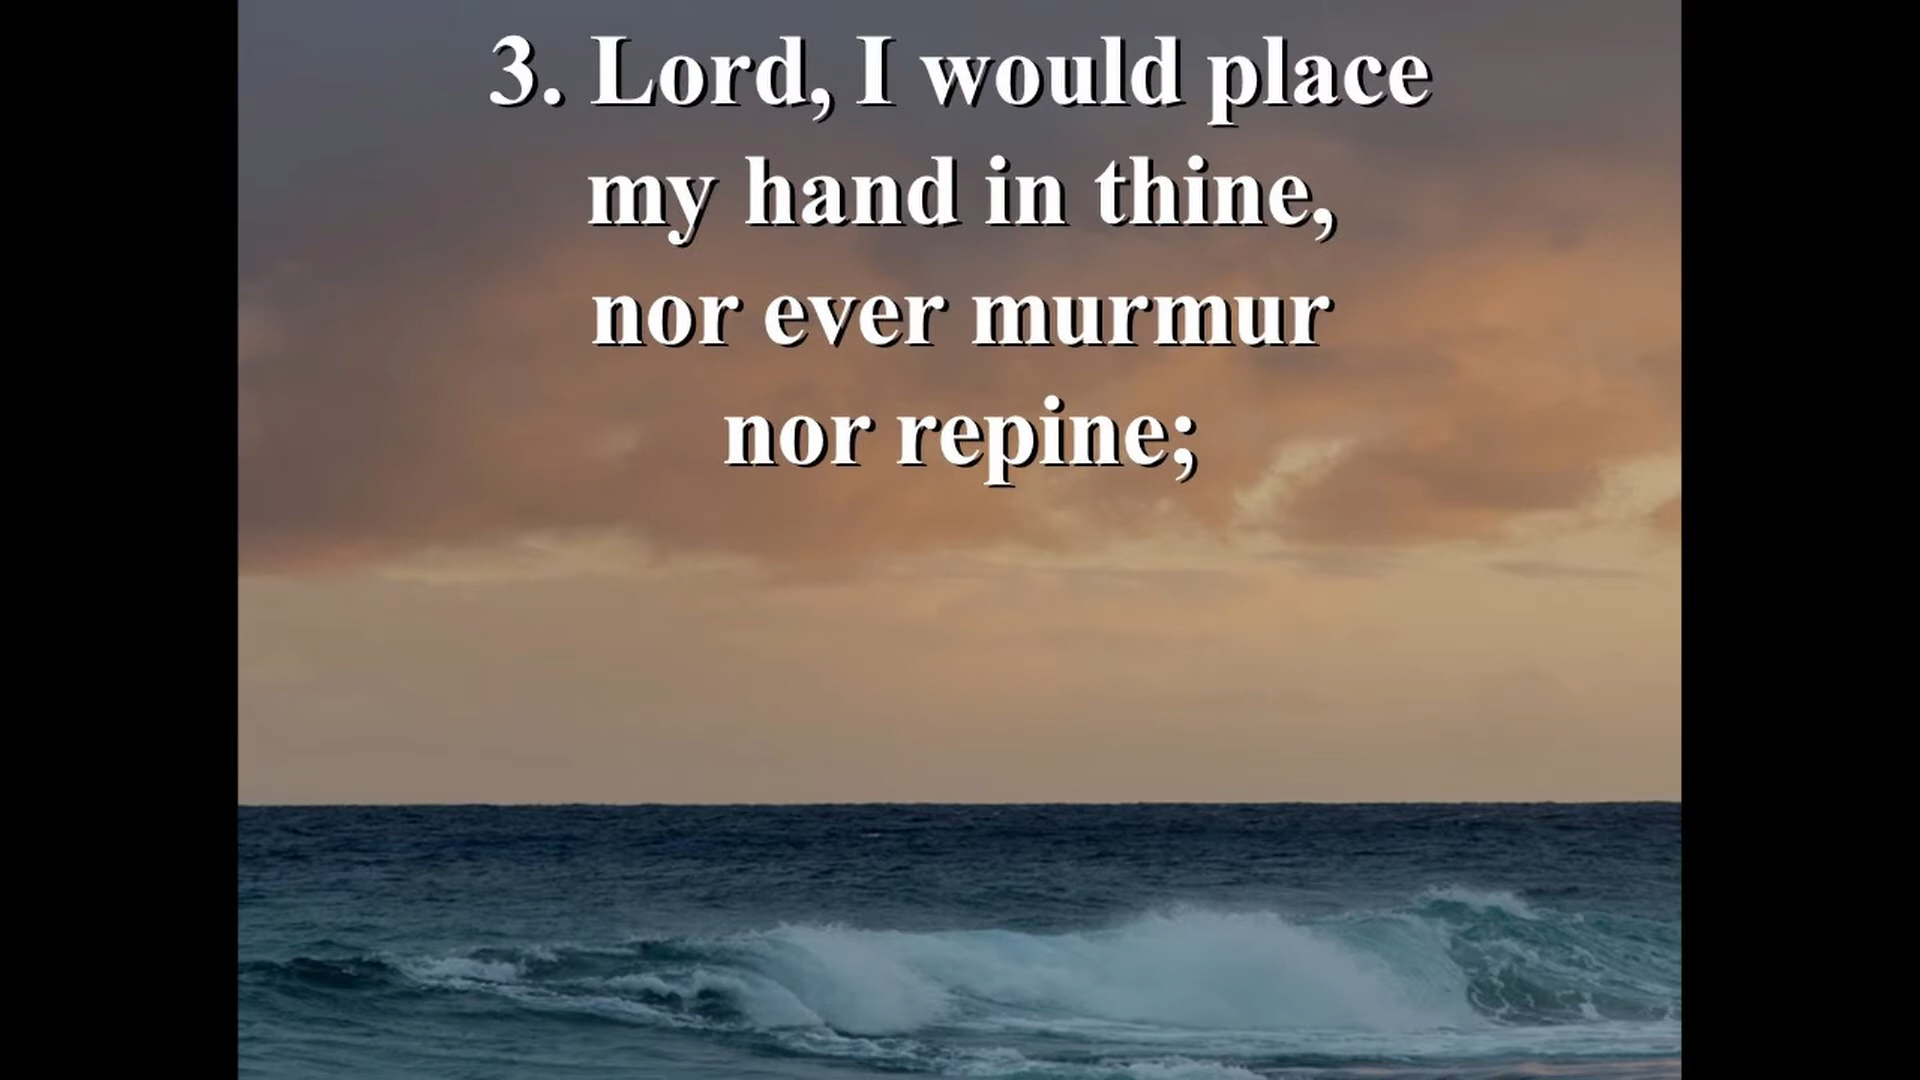 3. Lord, I would place
my hand in thine,
nor ever murmur
nor repine;